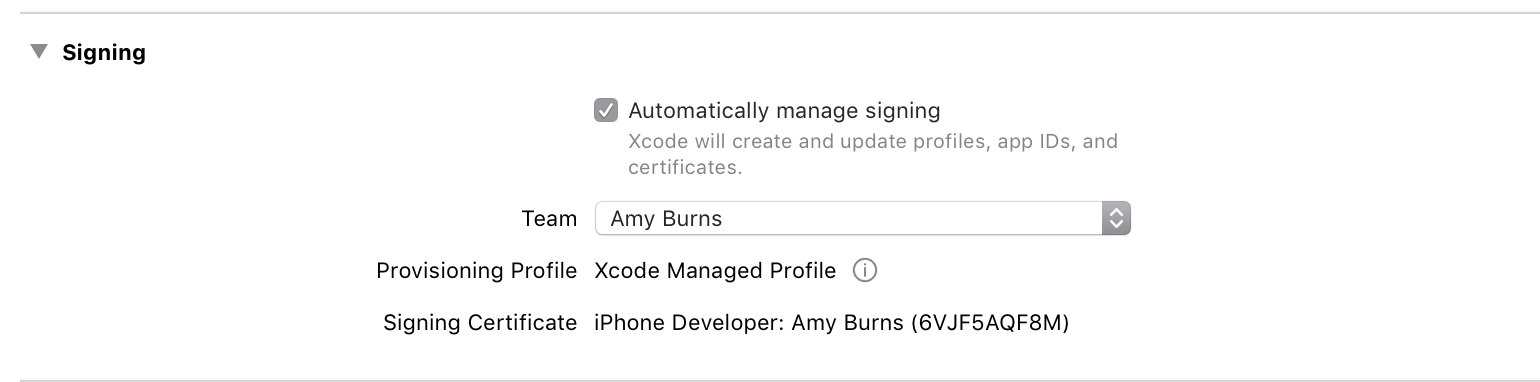 Signing
Automatically manage signing
Xcode will create and update profiles, app IDs, and
certificates.
Team Amy Burns
Provisioning Profile Xcode Managed Profile
Signing Certificate iPhone Developer: Amy Burns (6VJF5AQF8M)